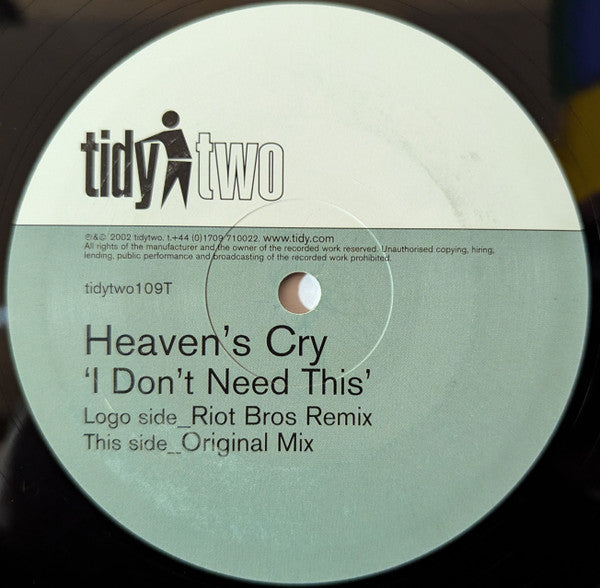 tidy two
℗&© 2002 tidytwo. t.+44 (0)1709 710022. www.tidy.com
All rights of the manufacturer and the owner of the recorded work reserved. Unauthorised copying, hiring,
lending, public performance and broadcasting of the recorded work prohibited.
tidytwo109T
Heaven's Cry
'I Don't Need This'
Logo side_Riot Bros Remix
This side_Original Mix